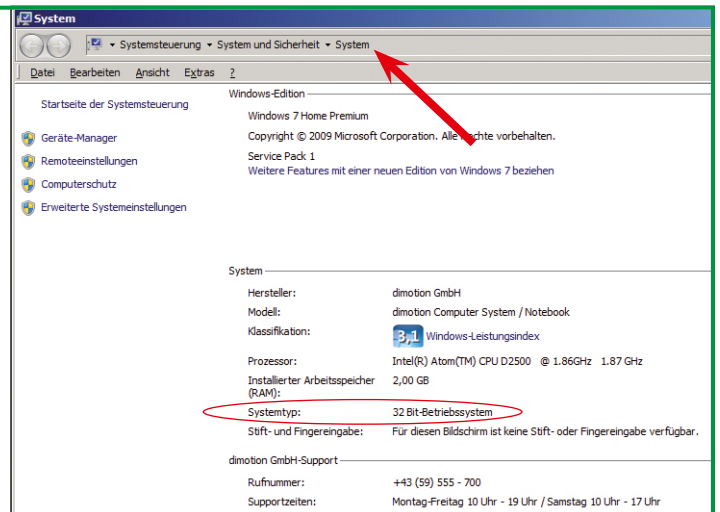 System
Systemsteuerung ▾ System und Sicherheit ▾ System
Datei Bearbeiten Ansicht Extras ?
Startseite der Systemsteuerung
Geräte-Manager
Remoteeinstellungen
Computerschutz
Erweiterte Systemeinstellungen
Windows-Edition
Windows 7 Home Premium
Copyright © 2009 Microsoft Corporation. Alle Rechte vorbehalten.
Service Pack 1
Weitere Features mit einer neuen Edition von Windows 7 beziehen
System
Hersteller: dimotion GmbH
Modell: dimotion Computer System / Notebook
Klassifikation: 3,1 Windows-Leistungsindex
Prozessor: Intel(R) Atom(TM) CPU D2500 @ 1.86GHz 1.87 GHz
Installierter Arbeitsspeicher 2,00 GB
(RAM):
Systemtyp: 32 Bit-Betriebssystem
Stift- und Fingereingabe: Für diesen Bildschirm ist keine Stift- oder Fingereingabe verfügbar.
dimotion GmbH-Support
Rufnummer: +43 (59) 555 - 700
Supportzeiten: Montag-Freitag 10 Uhr - 19 Uhr / Samstag 10 Uhr - 17 Uhr